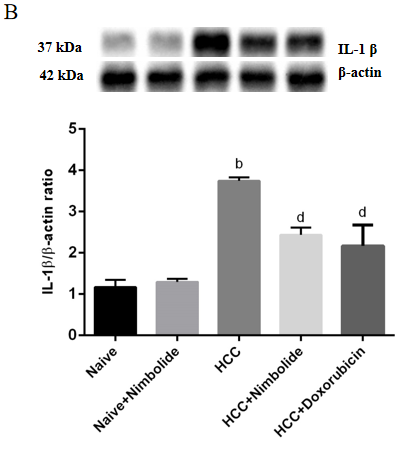 B
37 kDa IL-1 β
42 kDa β-actin
5
4
3
2
1
0
IL-1β/β-actin ratio
b
d
d
Naive
Naive+Nimbolide
HCC
HCC+Nimbolide
HCC+Doxorubicin